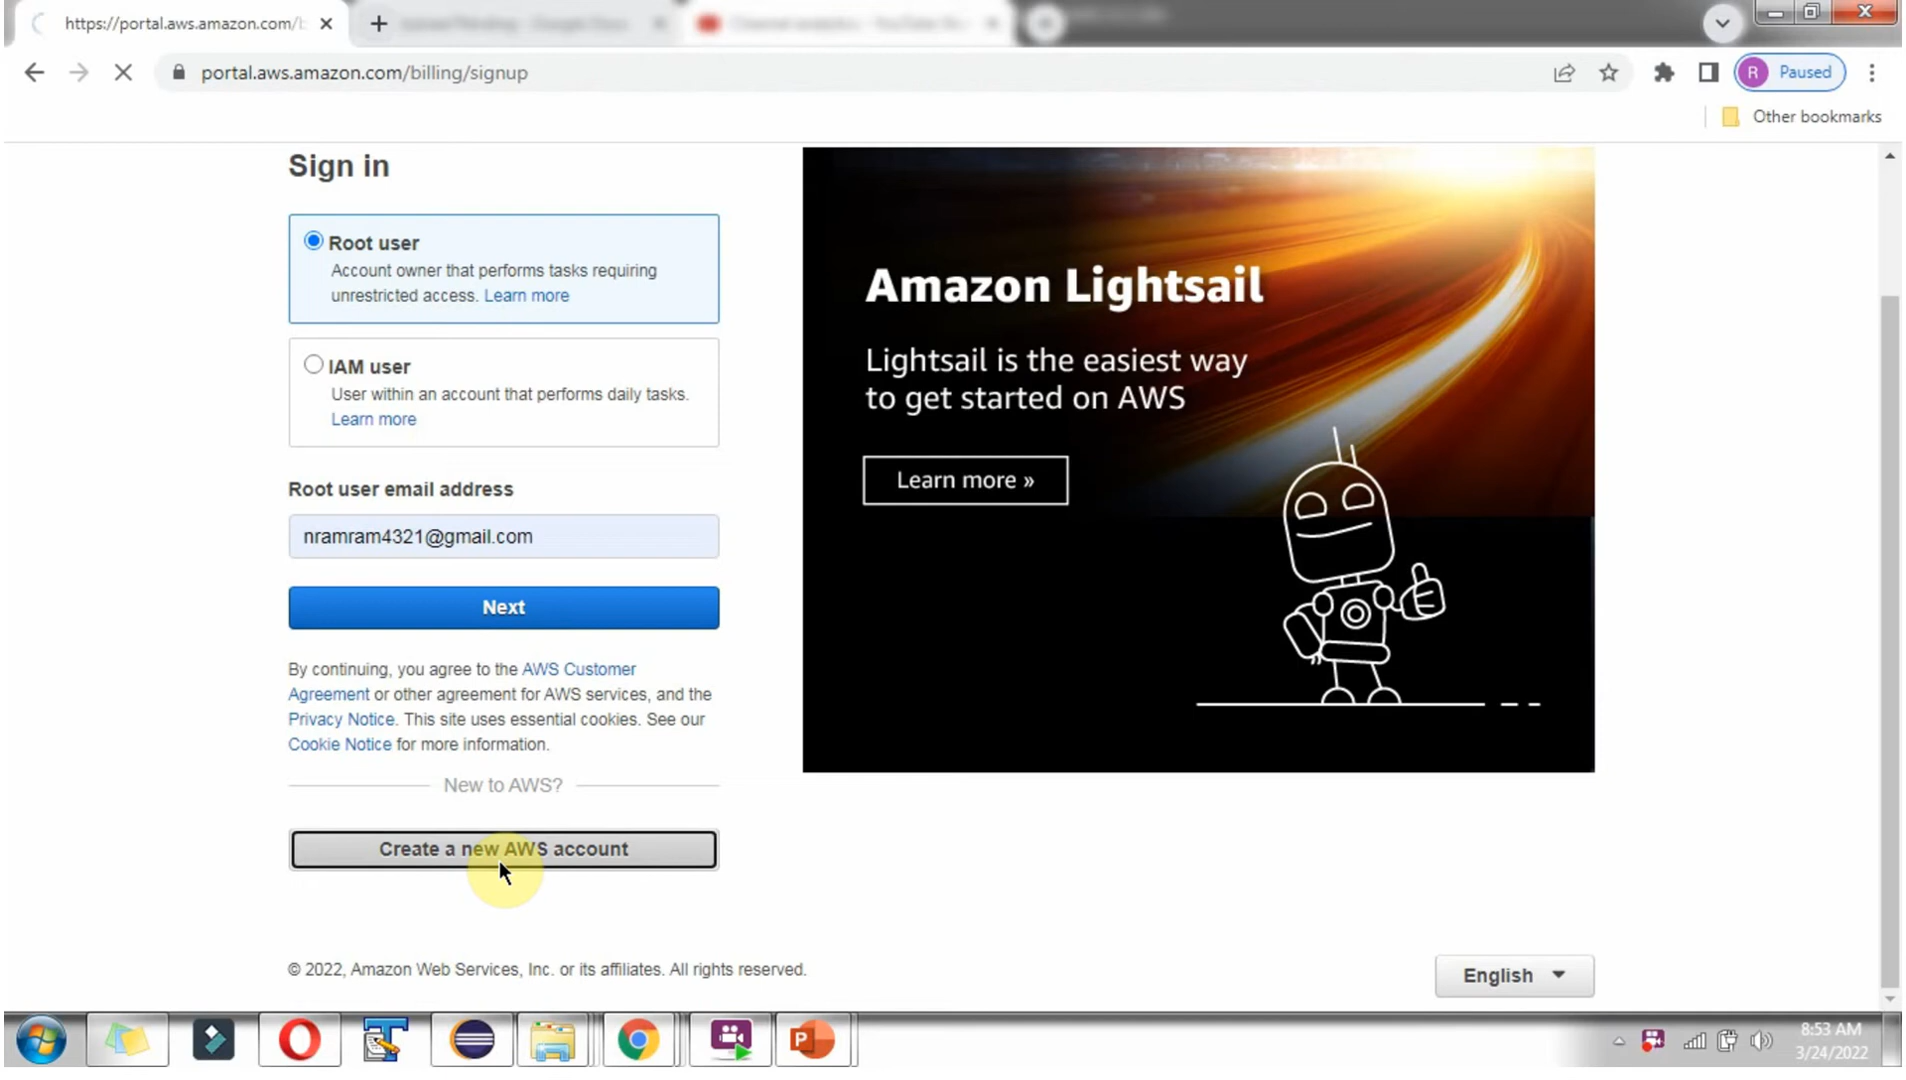 https://portal.aws.amazon.com/b
portal.aws.amazon.com/billing/signup
R Paused
Other bookmarks
Sign in
Root user
Account owner that performs tasks requiring
unrestricted access. Learn more
IAM user
User within an account that performs daily tasks.
Learn more
Root user email address
nramram4321@gmail.com
Next
By continuing, you agree to the AWS Customer
Agreement or other agreement for AWS services, and the
Privacy Notice. This site uses essential cookies. See our
Cookie Notice for more information.
New to AWS?
Create a new AWS account
Amazon Lightsail
Lightsail is the easiest way
to get started on AWS
Learn more »
© 2022, Amazon Web Services, Inc. or its affiliates. All rights reserved.
English
8:53 AM
3/24/2022